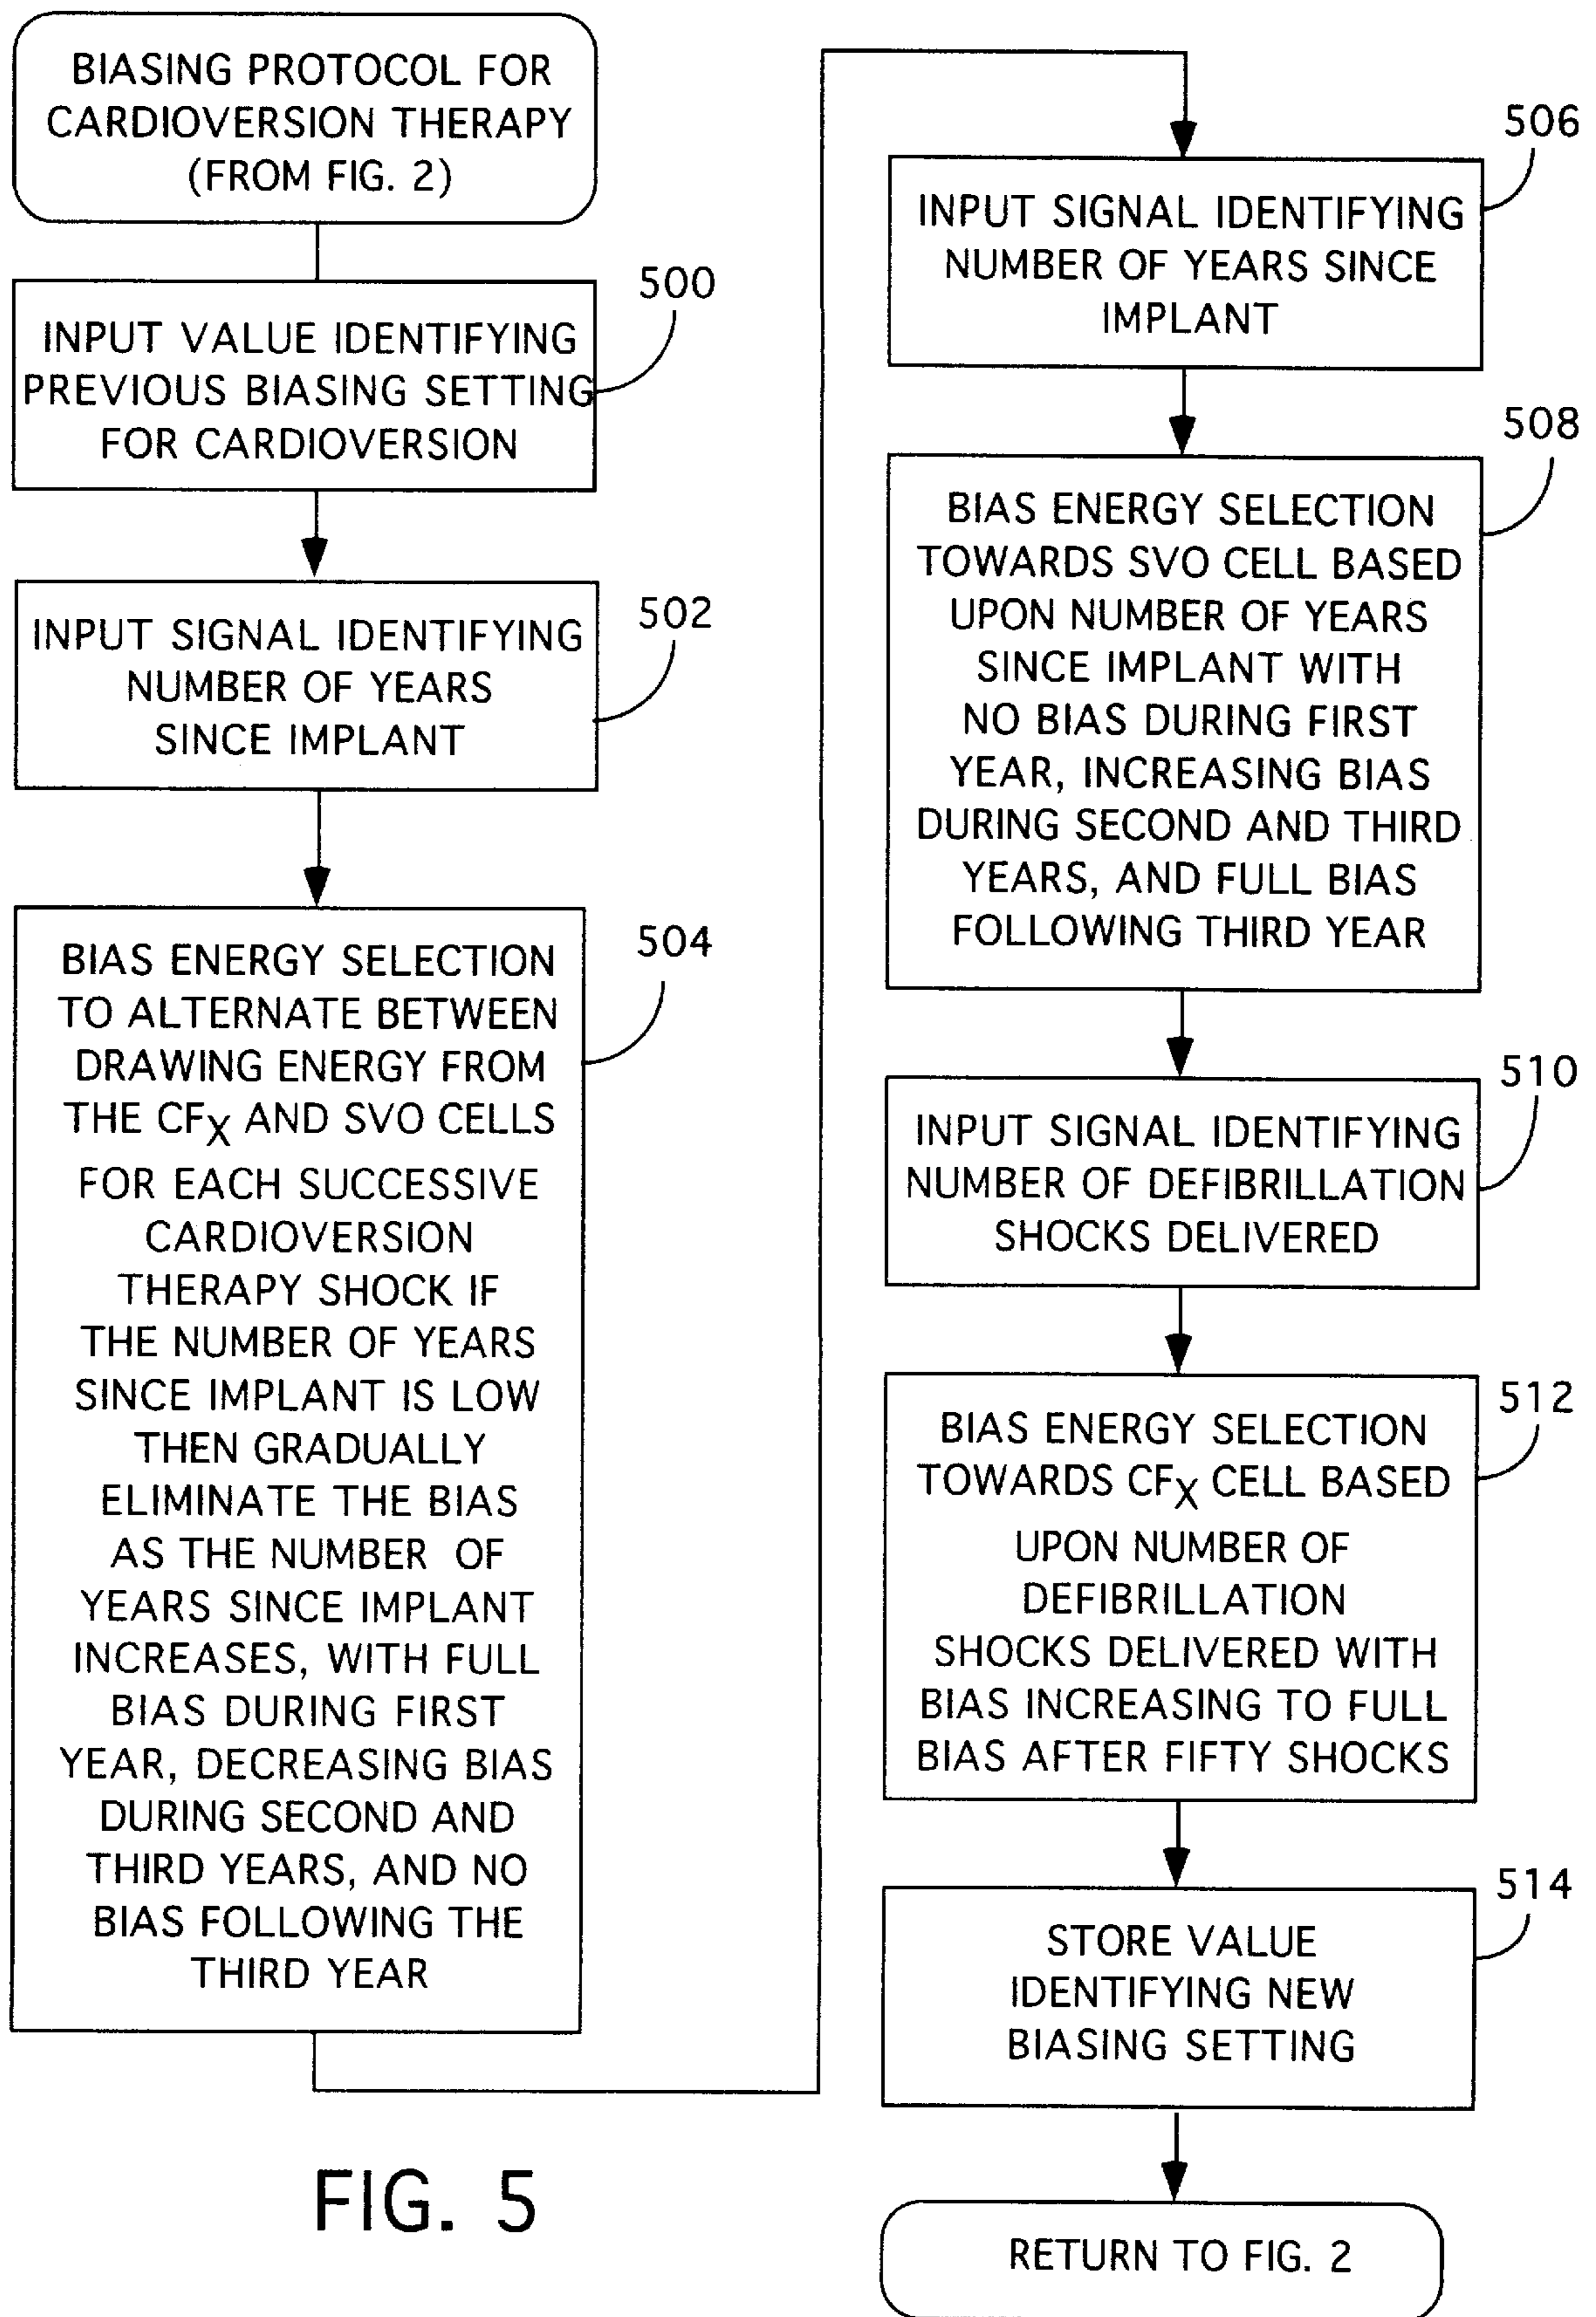 BIASING PROTOCOL FOR
CARDIOVERSION THERAPY
(FROM FIG. 2)
500
INPUT VALUE IDENTIFYING
PREVIOUS BIASING SETTING
FOR CARDIOVERSION
502
INPUT SIGNAL IDENTIFYING
NUMBER OF YEARS
SINCE IMPLANT
504
BIAS ENERGY SELECTION
TO ALTERNATE BETWEEN
DRAWING ENERGY FROM
THE CFX AND SVO CELLS
FOR EACH SUCCESSIVE
CARDIOVERSION
THERAPY SHOCK IF
THE NUMBER OF YEARS
SINCE IMPLANT IS LOW
THEN GRADUALLY
ELIMINATE THE BIAS
AS THE NUMBER OF
YEARS SINCE IMPLANT
INCREASES, WITH FULL
BIAS DURING FIRST
YEAR, DECREASING BIAS
DURING SECOND AND
THIRD YEARS, AND NO
BIAS FOLLOWING THE
THIRD YEAR
506
INPUT SIGNAL IDENTIFYING
NUMBER OF YEARS SINCE
IMPLANT
508
BIAS ENERGY SELECTION
TOWARDS SVO CELL BASED
UPON NUMBER OF YEARS
SINCE IMPLANT WITH
NO BIAS DURING FIRST
YEAR, INCREASING BIAS
DURING SECOND AND THIRD
YEARS, AND FULL BIAS
FOLLOWING THIRD YEAR
510
INPUT SIGNAL IDENTIFYING
NUMBER OF DEFIBRILLATION
SHOCKS DELIVERED
512
BIAS ENERGY SELECTION
TOWARDS CFX CELL BASED
UPON NUMBER OF
DEFIBRILLATION
SHOCKS DELIVERED WITH
BIAS INCREASING TO FULL
BIAS AFTER FIFTY SHOCKS
514
STORE VALUE
IDENTIFYING NEW
BIASING SETTING
RETURN TO FIG. 2
FIG. 5